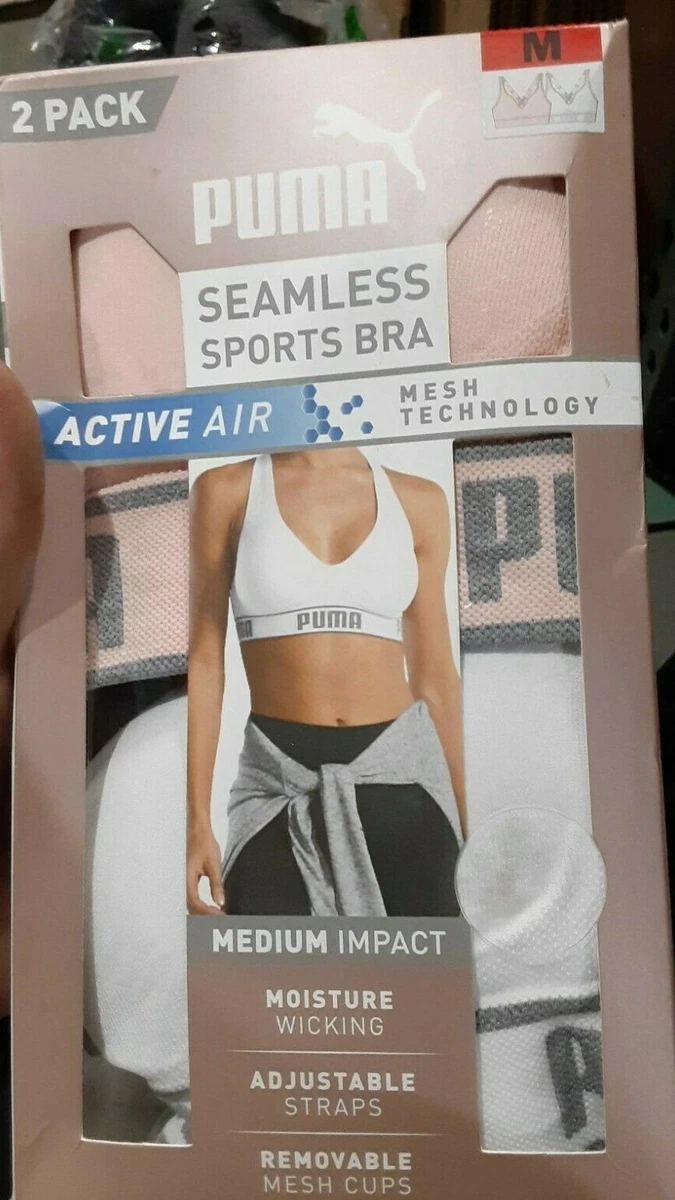 M
2 PACK
PUMA
SEAMLESS
SPORTS BRA
ACTIVE AIR
MESH
TECHNOLOGY
PU
PUMA
MEDIUM IMPACT
MOISTURE
WICKING
ADJUSTABLE
STRAPS
REMOVABLE
MESH CUPS